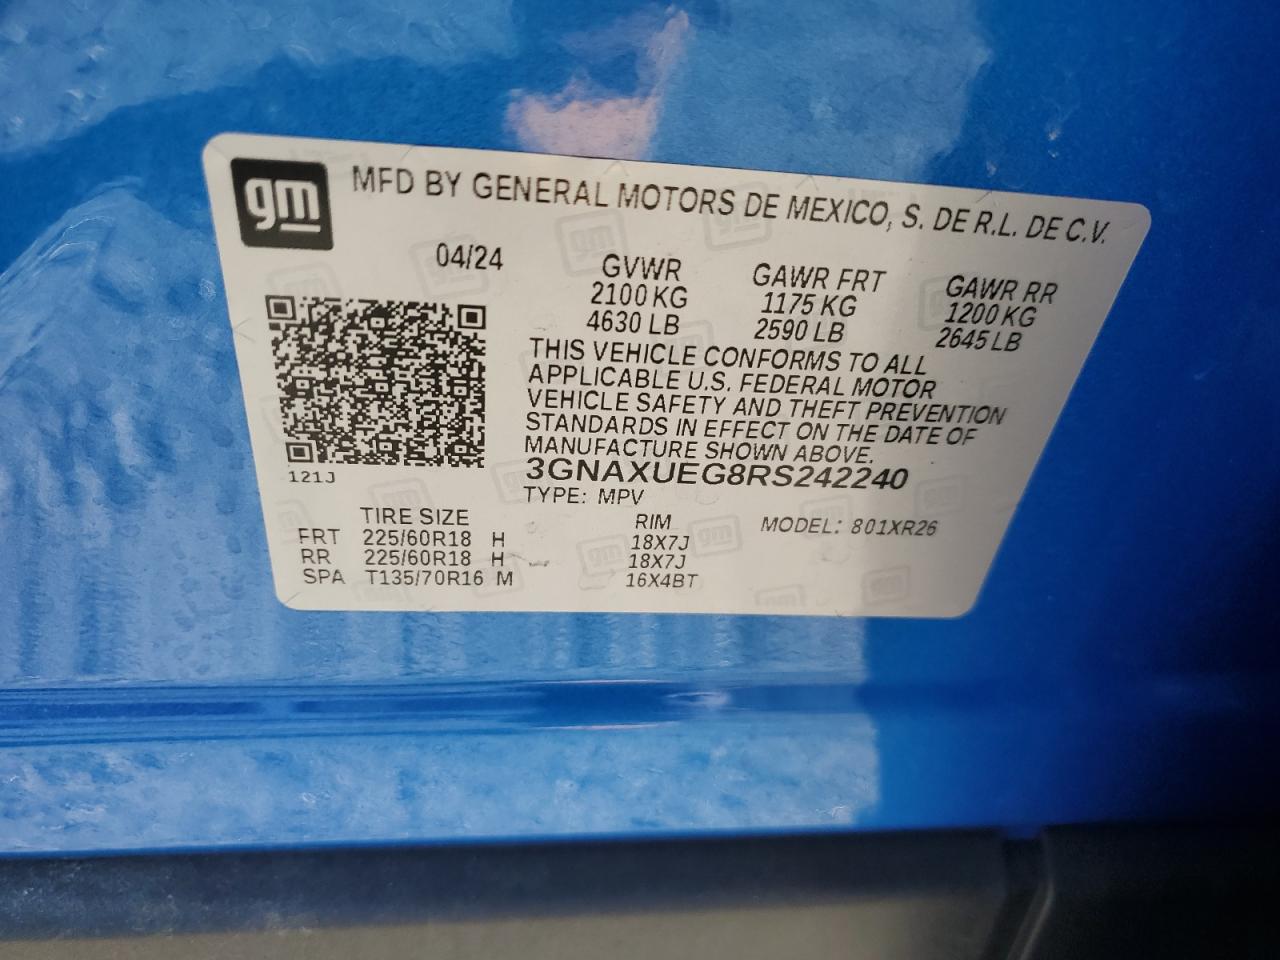 gm
MFD BY GENERAL MOTORS DE MEXICO, S. DE R.L. DE C.V.
04/24
GVWR GAWR FRT GAWR RR
2100 KG 1175 KG 1200 KG
4630 LB 2590 LB 2645 LB
THIS VEHICLE CONFORMS TO ALL
APPLICABLE U.S. FEDERAL MOTOR
VEHICLE SAFETY AND THEFT PREVENTION
STANDARDS IN EFFECT ON THE DATE OF
MANUFACTURE SHOWN ABOVE.
3GNAXUEG8RS242240
121J
TYPE: MPV
TIRE SIZE RIM MODEL: 801XR26
FRT 225/60R18 H 18X7J
RR 225/60R18 H 18X7J
SPA T135/70R16 M 16X4BT